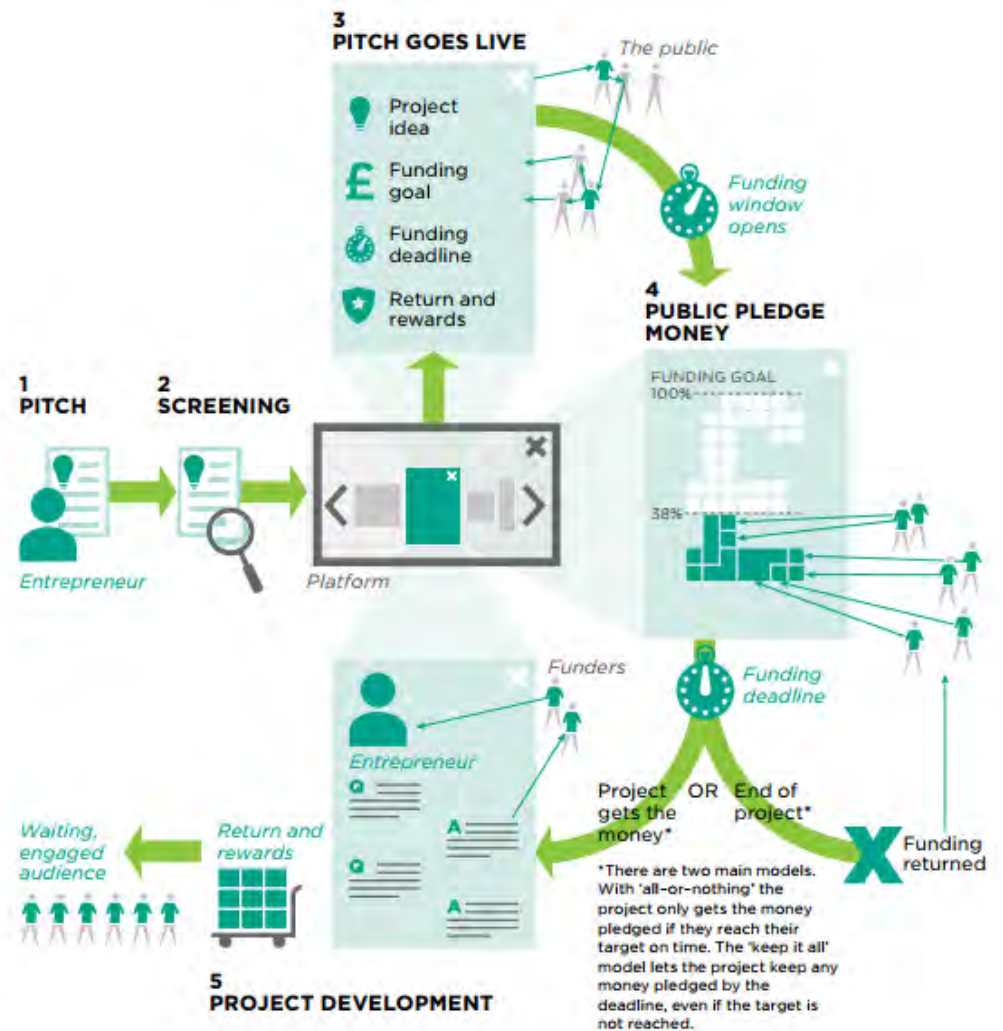 3
PITCH GOES LIVE
The public
Project
idea
£
Funding
goal
Funding
deadline
Return and
rewards
Funding
window
opens
4
PUBLIC PLEDGE
MONEY
FUNDING GOAL
100%
38%
1
PITCH
2
SCREENING
Entrepreneur
Platform
Funders
Funding
deadline
Entrepreneur
Q
A
Q
A
Project OR End of
gets the project*
money*
Funding
returned
Waiting,
engaged
audience
Return and
rewards
*There are two main models.
With 'all-or-nothing' the
project only gets the money
pledged if they reach their
target on time. The 'keep it all'
model lets the project keep any
money pledged by the
deadline, even if the target is
not reached.
5
PROJECT DEVELOPMENT